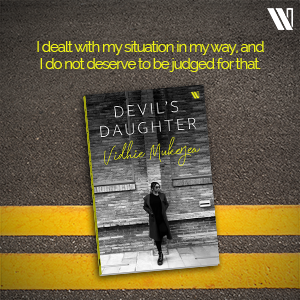 I dealt with my situation in my way, and
I do not deserve to be judged for that.
DEVIL'S
DAUGHTER
Vidhie Mukerjea